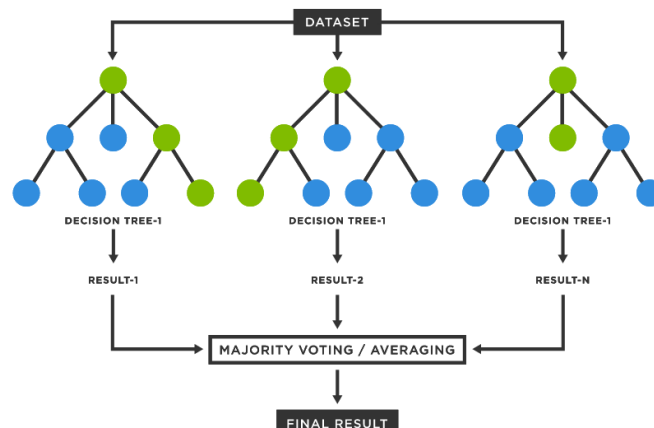 DATASET
DECISION TREE-1
DECISION TREE-1
DECISION TREE-1
RESULT-1
RESULT-2
RESULT-N
MAJORITY VOTING / AVERAGING
FINAL RESULT